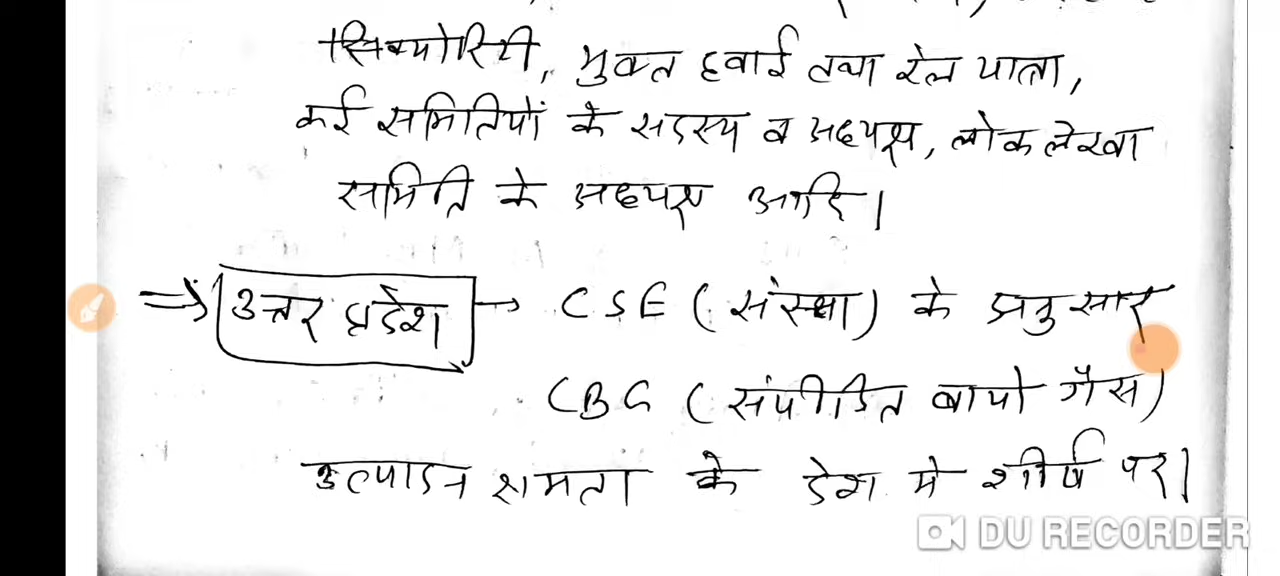 सिक्योरिटी, मुक्त हवाई तथा रेल यात्रा,
कई समितियों के सदस्य व अध्यक्ष, लोक लेखा
समिति के अध्यक्ष आदि।
⇒ उत्तर प्रदेश → CSE (संस्था) के अनुसार
CBG (संपीडित बायो गैस)
उत्पादन क्षमता के देश मे शीर्ष पर।
DU RECORDER